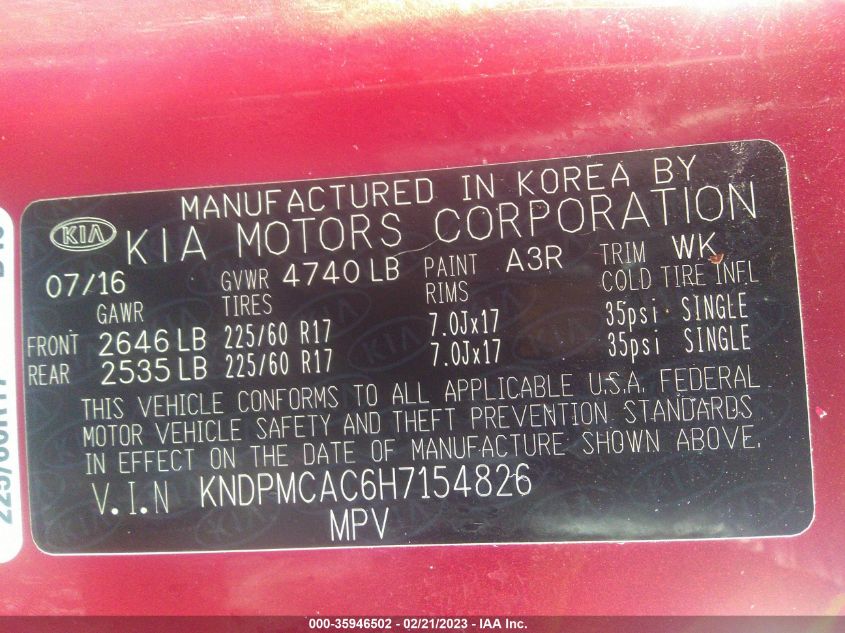 MANUFACTURED IN KOREA BY
KIA KIA MOTORS CORPORATION
07/16 GVWR 4740 LB PAINT A3R TRIM WK
GAWR TIRES RIMS COLD TIRE INFL
FRONT 2646 LB 225/60 R17 7.0Jx17 35psi SINGLE
REAR 2535 LB 225/60 R17 7.0Jx17 35psi SINGLE
THIS VEHICLE CONFORMS TO ALL APPLICABLE U.S.A. FEDERAL
MOTOR VEHICLE SAFETY AND THEFT PREVENTION STANDARDS
IN EFFECT ON THE DATE OF MANUFACTURE SHOWN ABOVE.
V.I.N KNDPMCAC6H7154826
MPV
225/60R17
000-35946502 - 02/21/2023 - IAA Inc.